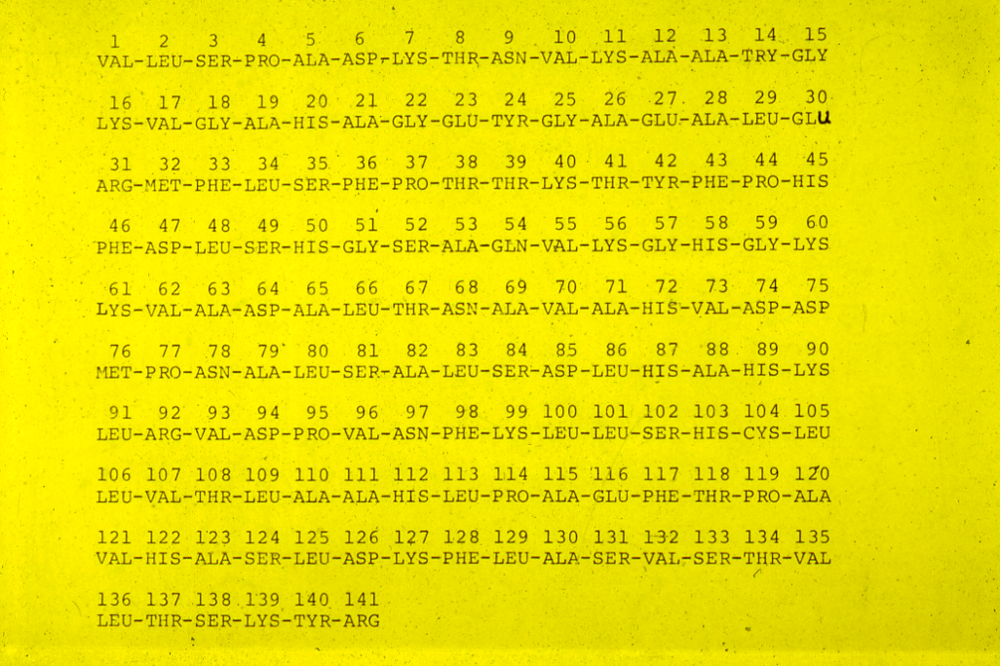 1 2 3 4 5 6 7 8 9 10 11 12 13 14 15
VAL-LEU-SER-PRO-ALA-ASP-LYS-THR-ASN-VAL-LYS-ALA-ALA-TRY-GLY
16 17 18 19 20 21 22 23 24 25 26 27 28 29 30
LYS-VAL-GLY-ALA-HIS-ALA-GLY-GLU-TYR-GLY-ALA-GLU-ALA-LEU-GLu
31 32 33 34 35 36 37 38 39 40 41 42 43 44 45
ARG-MET-PHE-LEU-SER-PHE-PRO-THR-THR-LYS-THR-TYR-PHE-PRO-HIS
46 47 48 49 50 51 52 53 54 55 56 57 58 59 60
PHE-ASP-LEU-SER-HIS-GLY-SER-ALA-GLN-VAL-LYS-GLY-HIS-GLY-LYS
61 62 63 64 65 66 67 68 69 70 71 72 73 74 75
LYS-VAL-ALA-ASP-ALA-LEU-THR-ASN-ALA-VAL-ALA-HIS-VAL-ASP-ASP
76 77 78 79 80 81 82 83 84 85 86 87 88 89 90
MET-PRO-ASN-ALA-LEU-SER-ALA-LEU-SER-ASP-LEU-HIS-ALA-HIS-LYS
91 92 93 94 95 96 97 98 99 100 101 102 103 104 105
LEU-ARG-VAL-ASP-PRO-VAL-ASN-PHE-LYS-LEU-LEU-SER-HIS-CYS-LEU
106 107 108 109 110 111 112 113 114 115 116 117 118 119 120
LEU-VAL-THR-LEU-ALA-ALA-HIS-LEU-PRO-ALA-GLU-PHE-THR-PRO-ALA
121 122 123 124 125 126 127 128 129 130 131 132 133 134 135
VAL-HIS-ALA-SER-LEU-ASP-LYS-PHE-LEU-ALA-SER-VAL-SER-THR-VAL
136 137 138 139 140 141
LEU-THR-SER-LYS-TYR-ARG